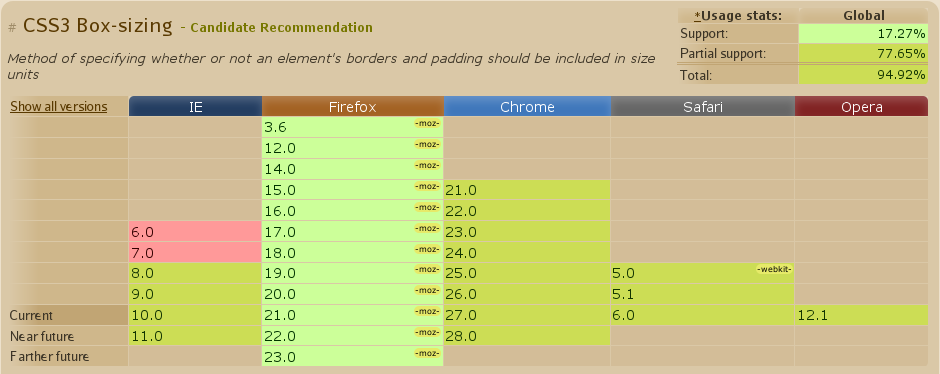 # CSS3 Box-sizing - Candidate Recommendation
*Usage stats: Global
Support: 17.27%
Partial support: 77.65%
Total: 94.92%
Method of specifying whether or not an element's borders and padding should be included in size
units
Show all versions IE Firefox Chrome Safari Opera
3.6 -moz-
12.0 -moz-
14.0 -moz-
15.0 -moz- 21.0
16.0 -moz- 22.0
6.0 17.0 -moz- 23.0
7.0 18.0 -moz- 24.0
8.0 19.0 -moz- 25.0 5.0 -webkit-
9.0 20.0 -moz- 26.0 5.1
Current 10.0 21.0 -moz- 27.0 6.0 12.1
Near future 11.0 22.0 -moz- 28.0
Farther future 23.0 -moz-